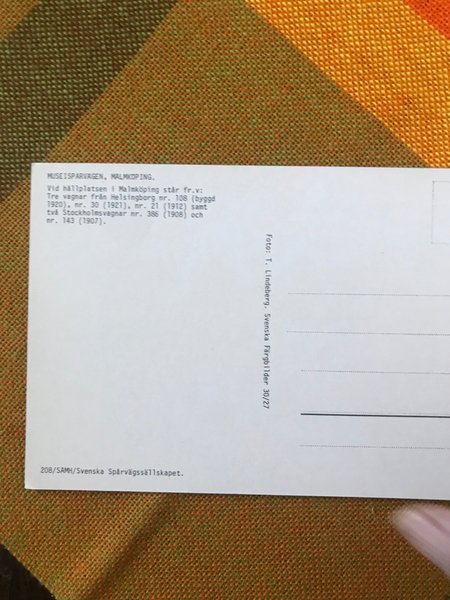 MUSEISPÅRVÄGEN, MALMKÖPING.
Vid hållplatsen i Malmköping står fr.v:
Tre vagnar från Helsingborg nr. 108 (byggd
1920), nr. 30 (1921), nr. 21 (1912) samt
två Stockholmsvagnar nr. 386 (1908) och
nr. 143 (1907).
Foto: T. Lindeberg. Svenska Färgbilder 30/27
208/SAMH/Svenska Spårvägssällskapet.